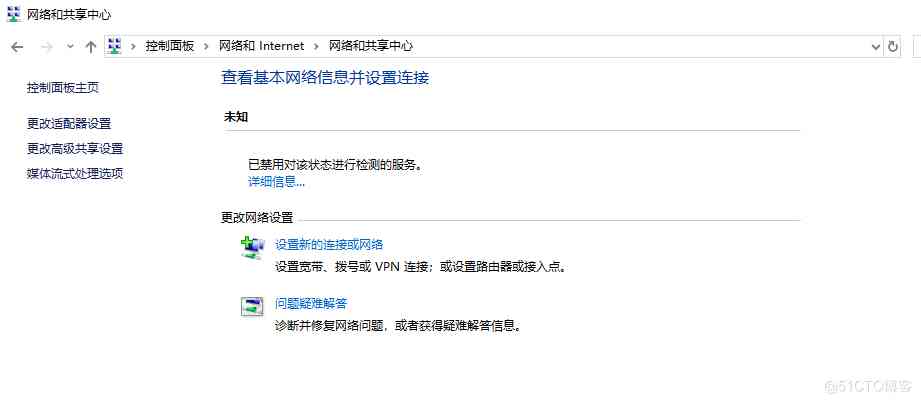 网络和共享中心
控制面板 网络和 Internet 网络和共享中心
控制面板主页
更改适配器设置
更改高级共享设置
媒体流式处理选项
查看基本网络信息并设置连接
未知
已禁用对该状态进行检测的服务。
详细信息...
更改网络设置
设置新的连接或网络
设置宽带、拨号或 VPN 连接；或设置路由器或接入点。
问题疑难解答
诊断并修复网络问题，或者获得疑难解答信息。
@51CTO博客